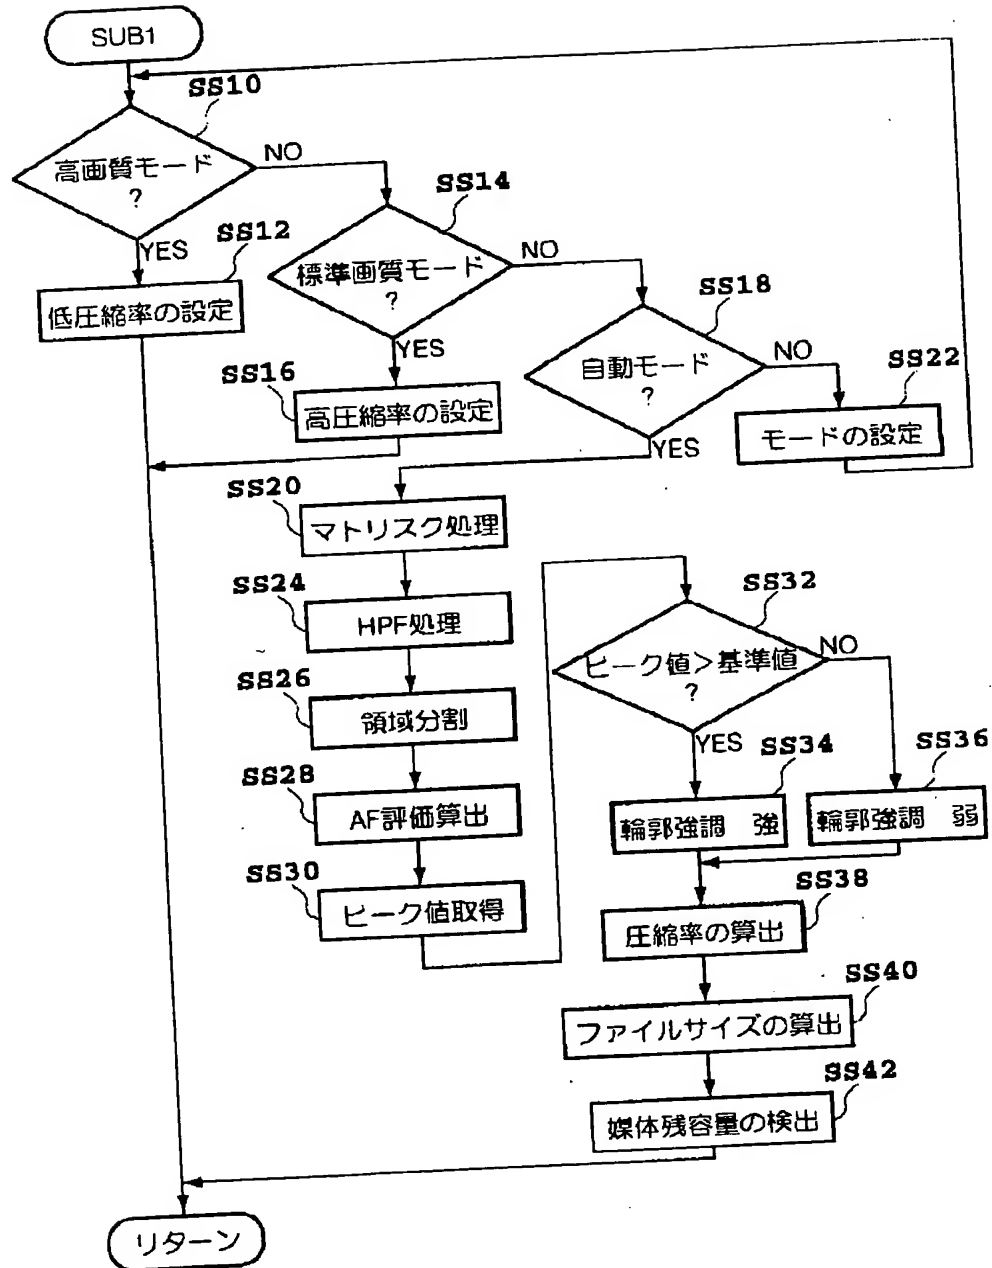 SUB1
SS10
高画質モード
?
NO
YES
SS12
低圧縮率の設定
SS14
標準画質モード
?
NO
YES
SS16
高圧縮率の設定
SS18
自動モード
?
NO
YES
SS22
モードの設定
SS20
マトリスク処理
SS24
HPF処理
SS26
領域分割
SS28
AF評価算出
SS30
ピーク値取得
SS32
ピーク値>基準値
?
NO
YES
SS34
輪郭強調 強
SS36
輪郭強調 弱
SS38
圧縮率の算出
SS40
ファイルサイズの算出
SS42
媒体残容量の検出
リターン